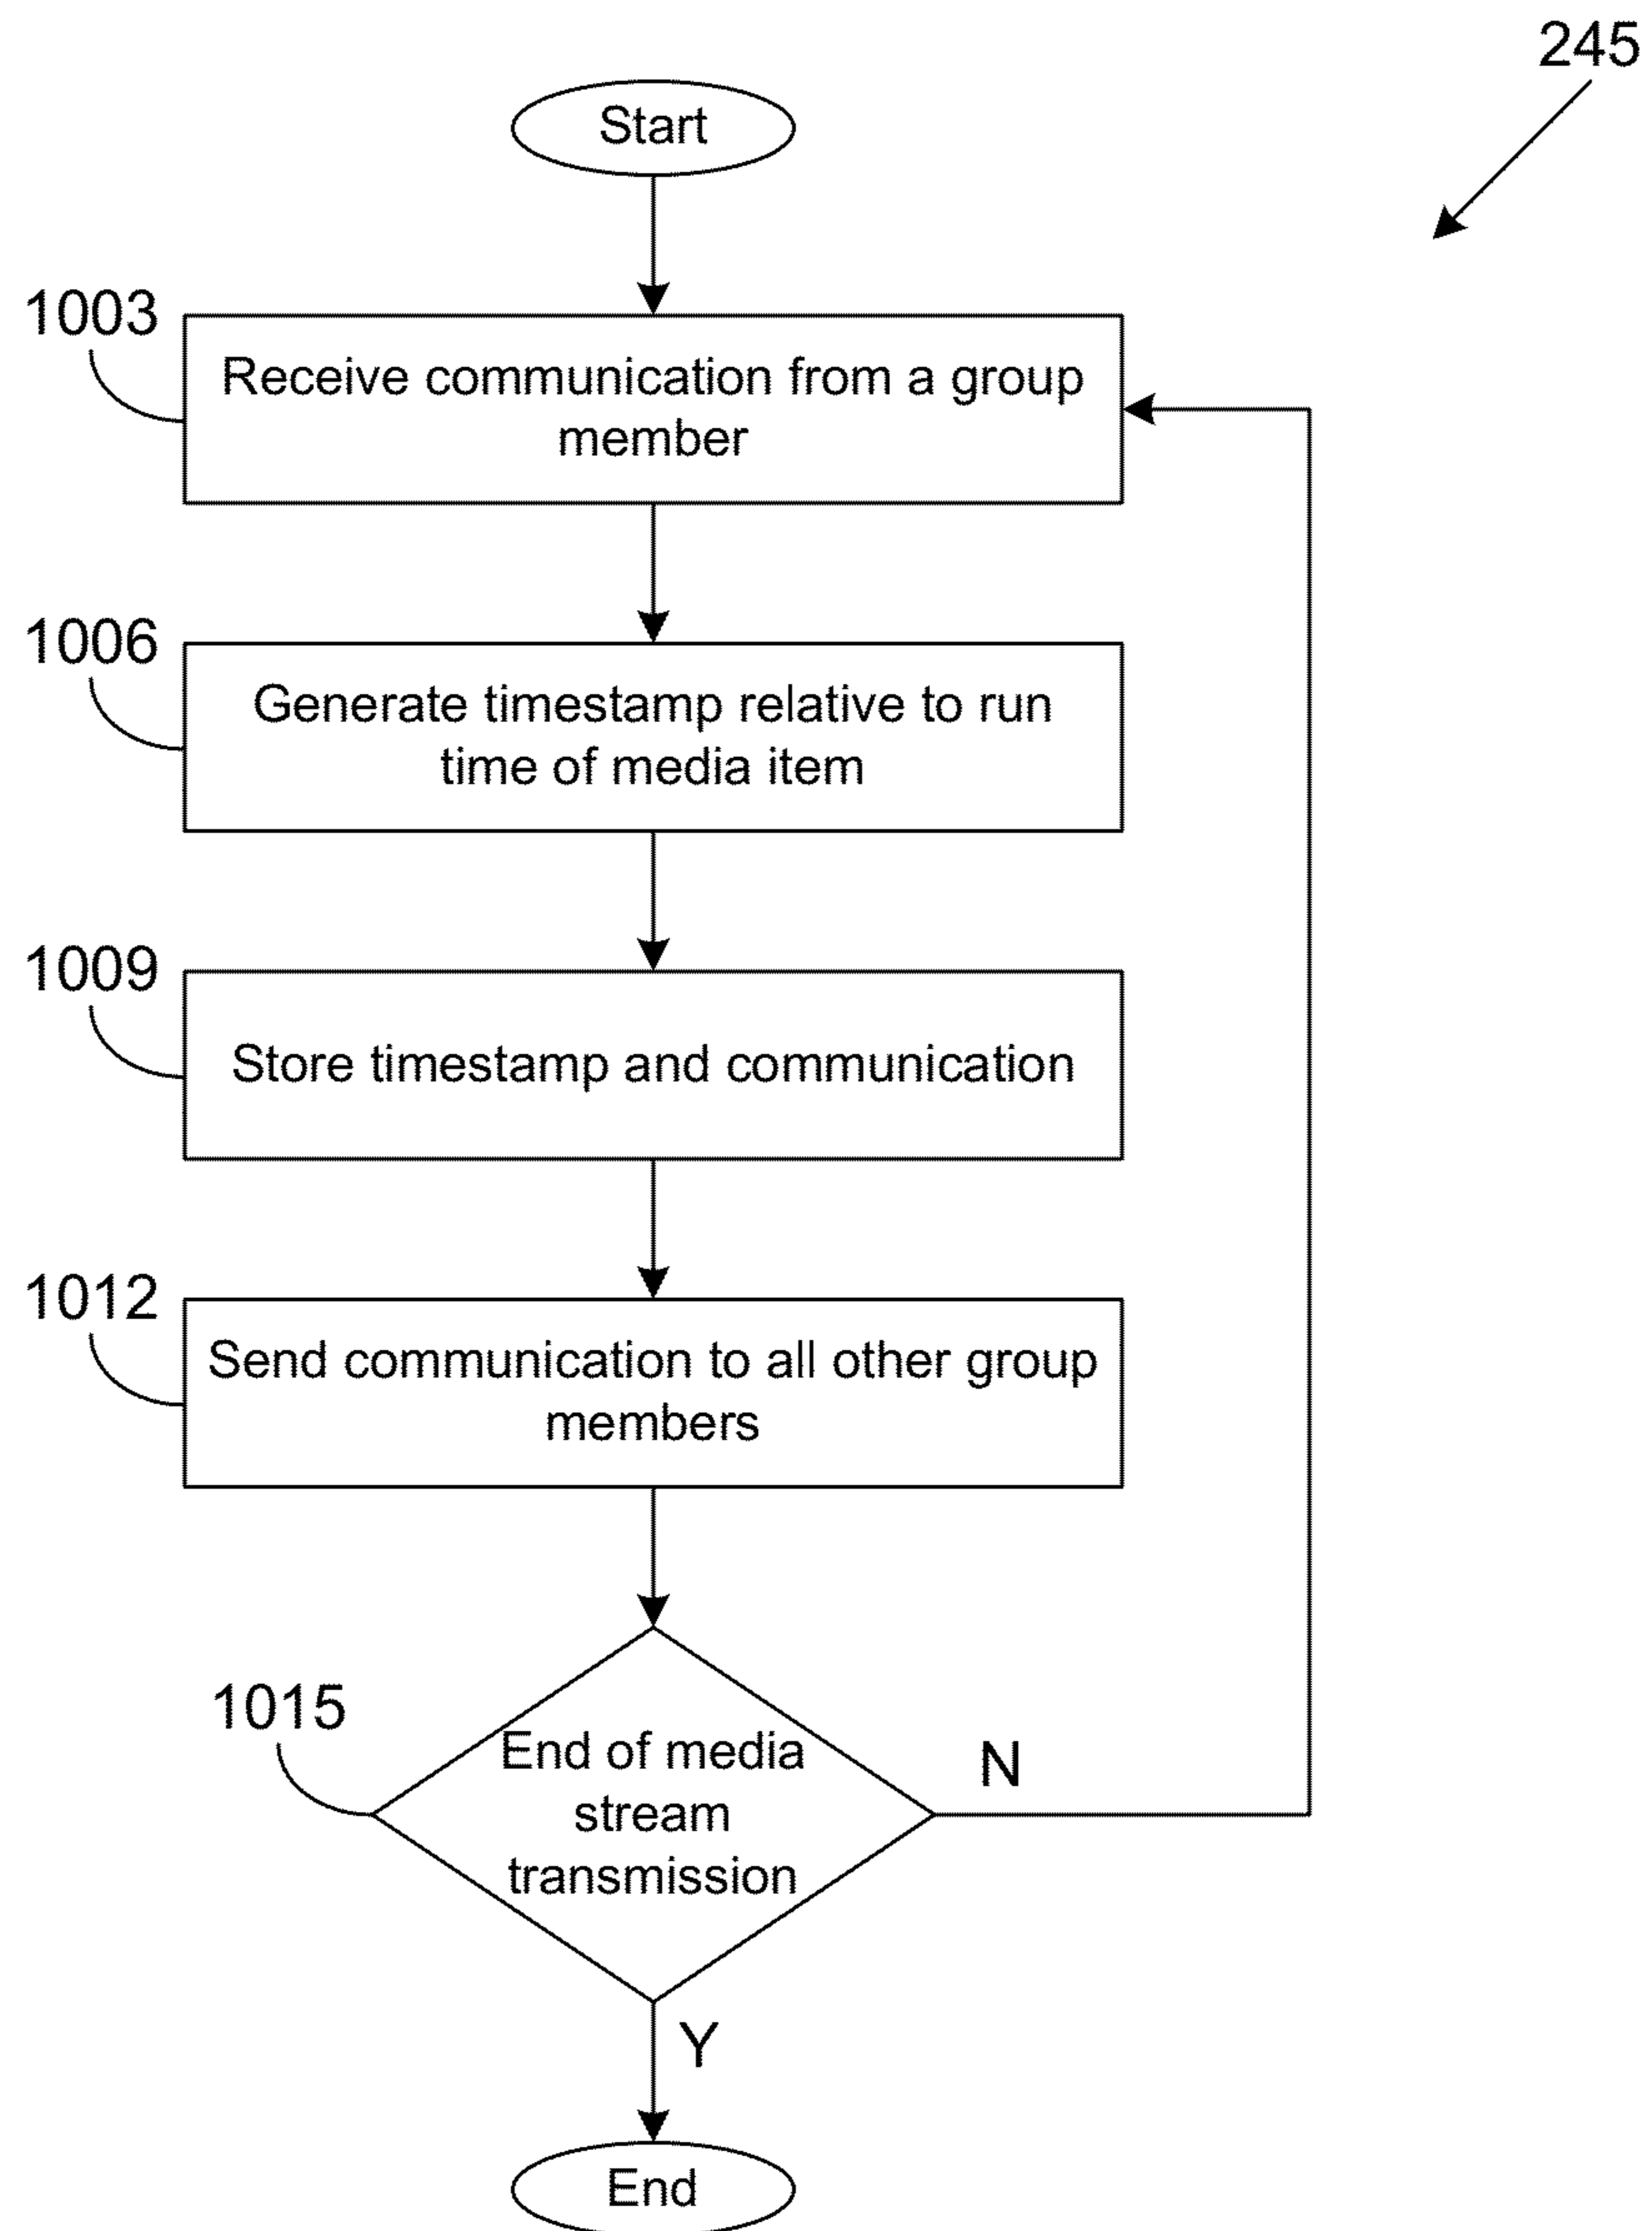 245
Start
1003
Receive communication from a group
member
1006
Generate timestamp relative to run
time of media item
1009
Store timestamp and communication
1012
Send communication to all other group
members
1015
End of media
stream
transmission
N
Y
End